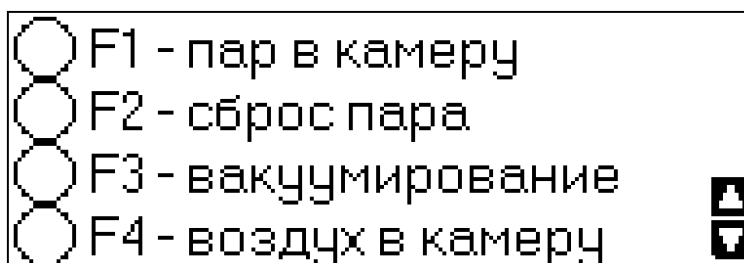 F1 - пар в камеру
F2 - сброс пара
F3 - вакуумирование
F4 - воздух в камеру